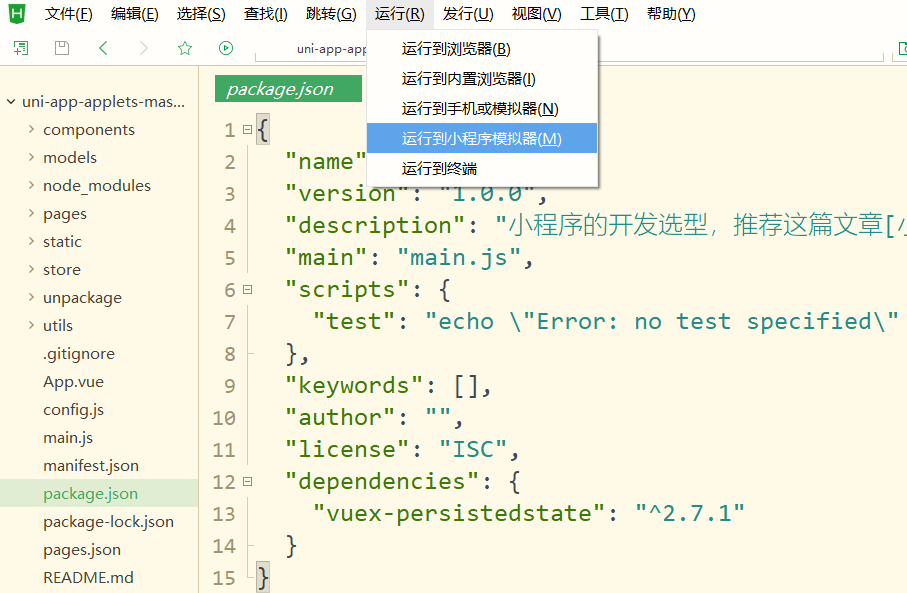 H 文件(F) 编辑(E) 选择(S) 查找(I) 跳转(G) 运行(R) 发行(U) 视图(V) 工具(T) 帮助(Y)
uni-app-app
运行到浏览器(B)
运行到内置浏览器(I)
运行到手机或模拟器(N)
运行到小程序模拟器(M)
运行到终端
uni-app-applets-mas...
components
models
node_modules
pages
static
store
unpackage
utils
.gitignore
App.vue
config.js
main.js
manifest.json
package.json
package-lock.json
pages.json
README.md
package.json
1 {
2 "name"
3 "version": "1.0.0",
4 "description": "小程序的开发选型，推荐这篇文章[小
5 "main": "main.js",
6 "scripts": {
7 "test": "echo \"Error: no test specified\"
8 },
9 "keywords": [],
10 "author": "",
11 "license": "ISC",
12 "dependencies": {
13 "vuex-persistedstate": "^2.7.1"
14 }
15 }